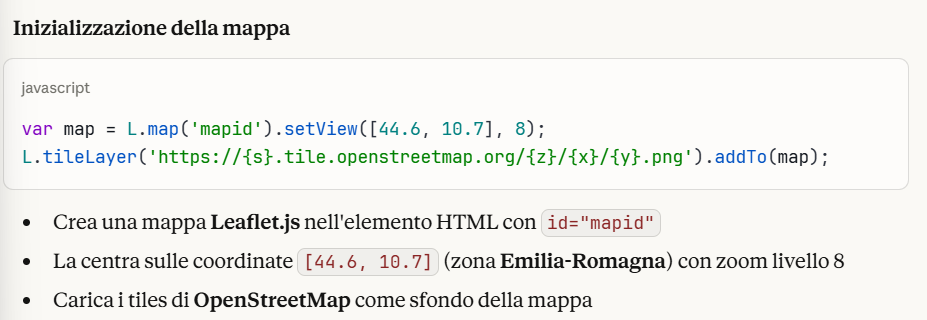 Inizializzazione della mappa
javascript
var map = L.map('mapid').setView([44.6, 10.7], 8);
L.tileLayer('https://{s}.tile.openstreetmap.org/{z}/{x}/{y}.png').addTo(map);
• Crea una mappa Leaflet.js nell'elemento HTML con id="mapid"
• La centra sulle coordinate [44.6, 10.7] (zona Emilia-Romagna) con zoom livello 8
• Carica i tiles di OpenStreetMap come sfondo della mappa